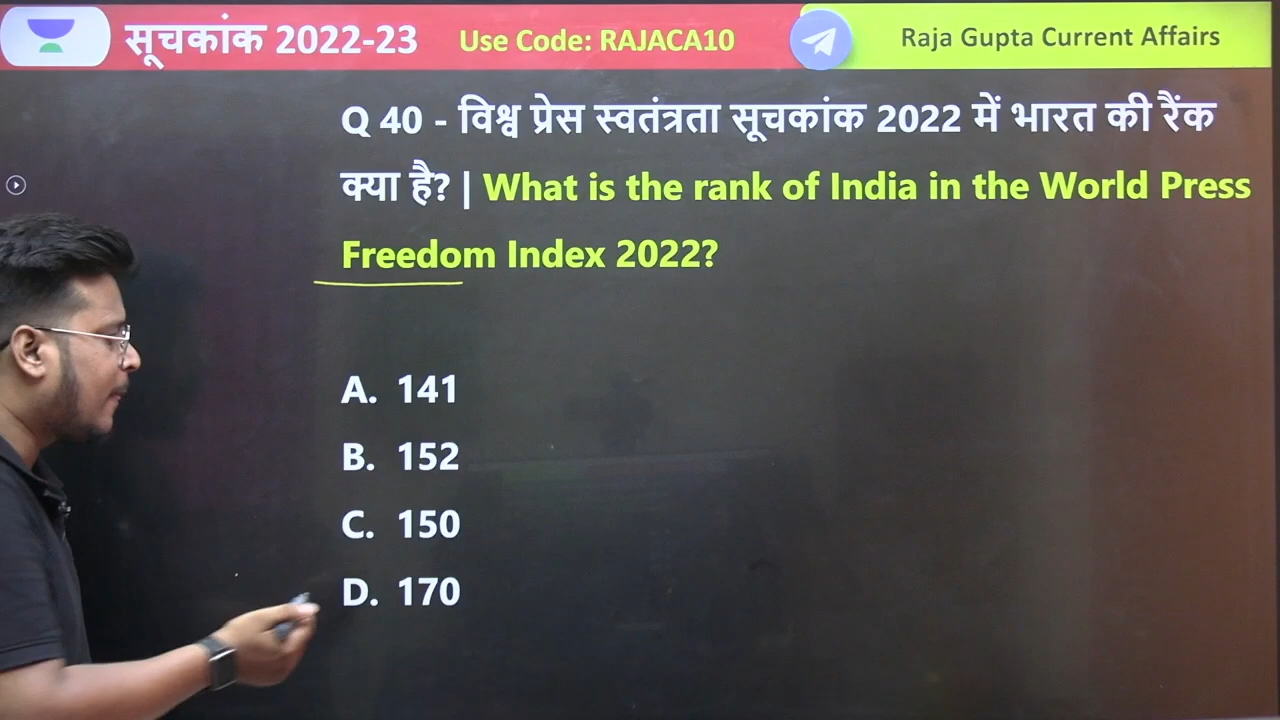 सूचकांक 2022-23
Use Code: RAJACA10
Raja Gupta Current Affairs
Q 40 - विश्व प्रेस स्वतंत्रता सूचकांक 2022 में भारत की रैंक
क्या है? | What is the rank of India in the World Press
Freedom Index 2022?
A. 141
B. 152
C. 150
D. 170